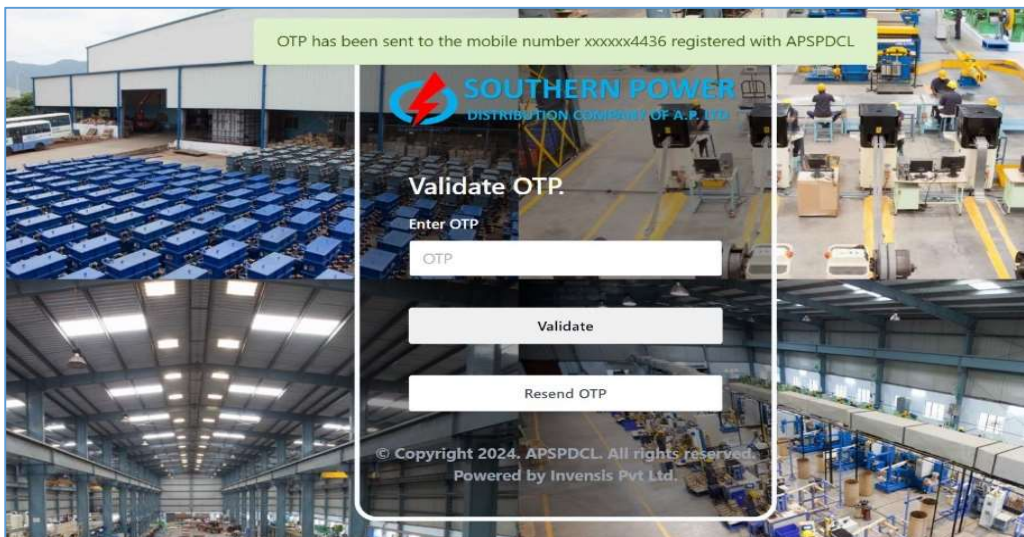 OTP has been sent to the mobile number xxxxxx4436 registered with APSPDCL
SOUTHERN POWER
DISTRIBUTION COMPANY OF A.P. LTD
Validate OTP.
Enter OTP
OTP
Validate
Resend OTP
© Copyright 2024. APSPDCL. All rights reserved.
Powered by Invensis Pvt Ltd.